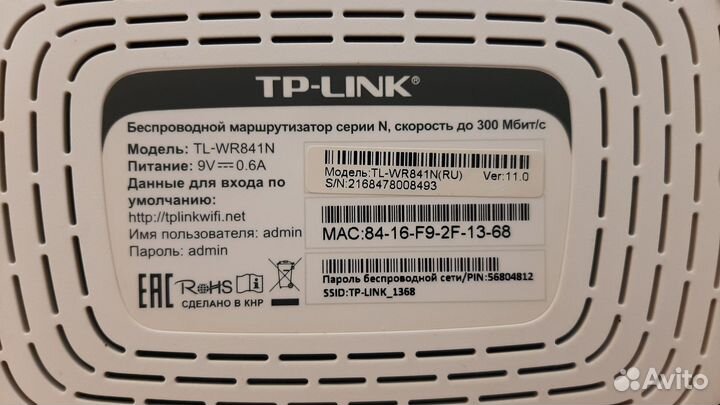 TP-LINK®
Беспроводной маршрутизатор серии N, скорость до 300 Мбит/с
Модель: TL-WR841N
Питание: 9V⎓0.6A
Данные для входа по
умолчанию:
http://tplinkwifi.net
Имя пользователя: admin
Пароль: admin
EAC RoHS
СДЕЛАНО В КНР
Модель:TL-WR841N(RU) Ver:11.0
S/N:2168478008493
MAC:84-16-F9-2F-13-68
Пароль беспроводной сети/PIN:56804812
SSID:TP-LINK_1368
Avito